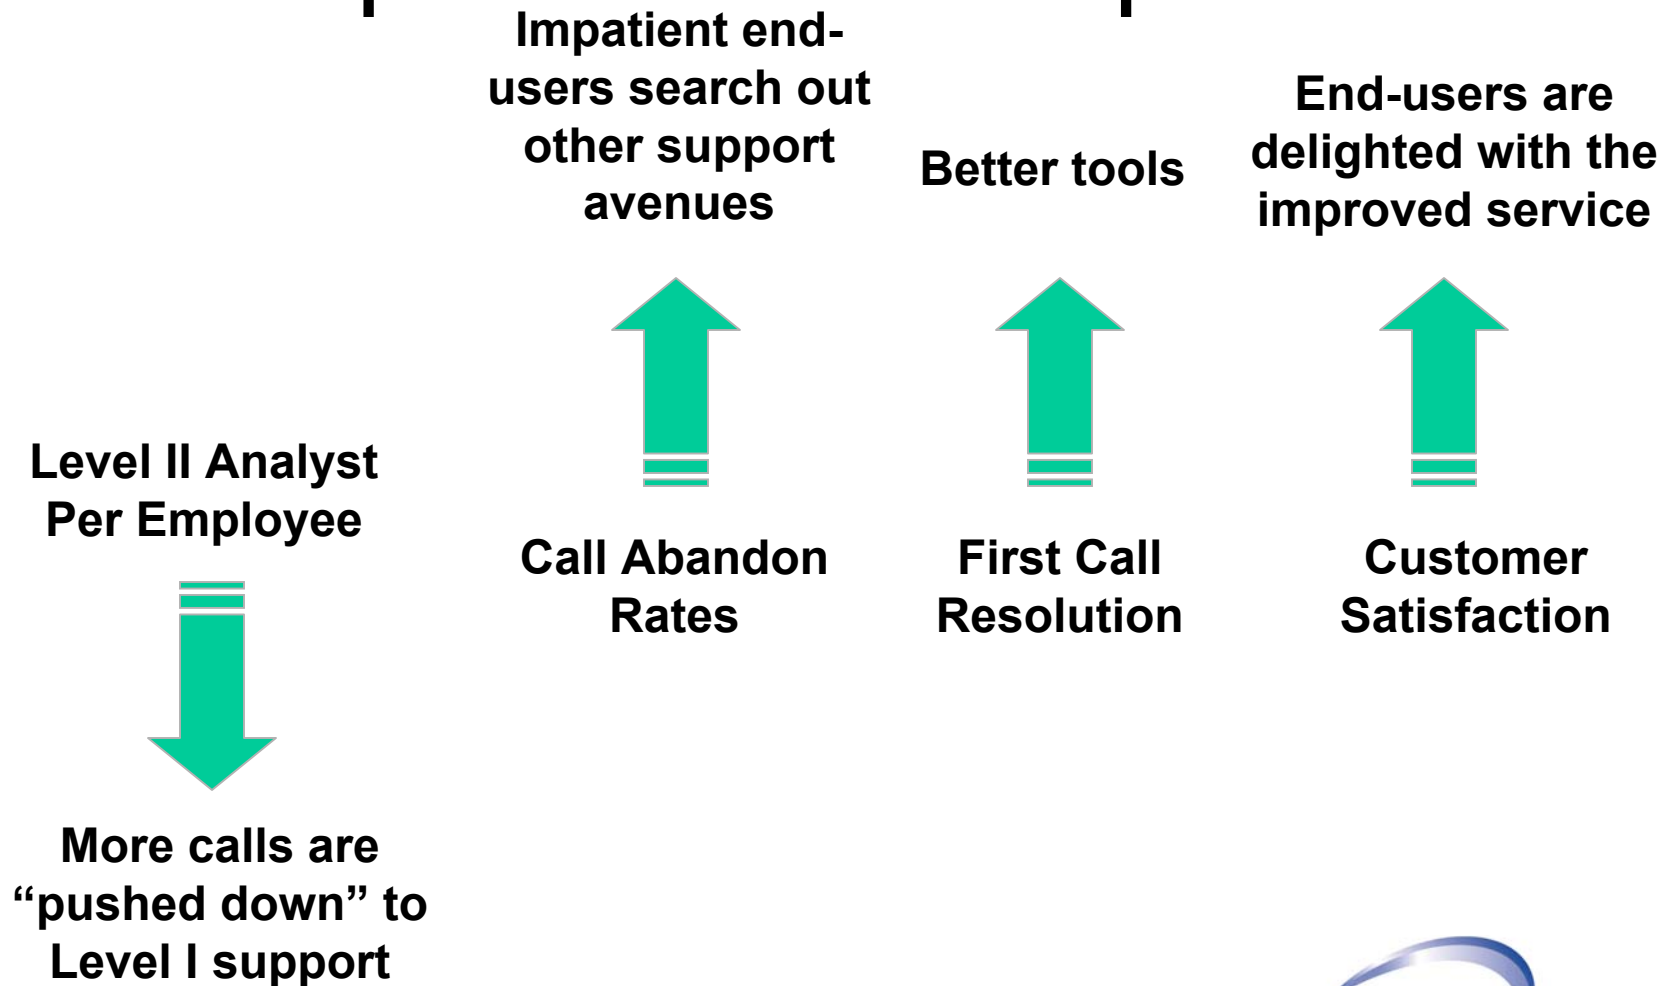 Impatient end-
users search out
other support
avenues
Better tools
End-users are
delighted with the
improved service
Level II Analyst
Per Employee
Call Abandon
Rates
First Call
Resolution
Customer
Satisfaction
More calls are
“pushed down” to
Level I support